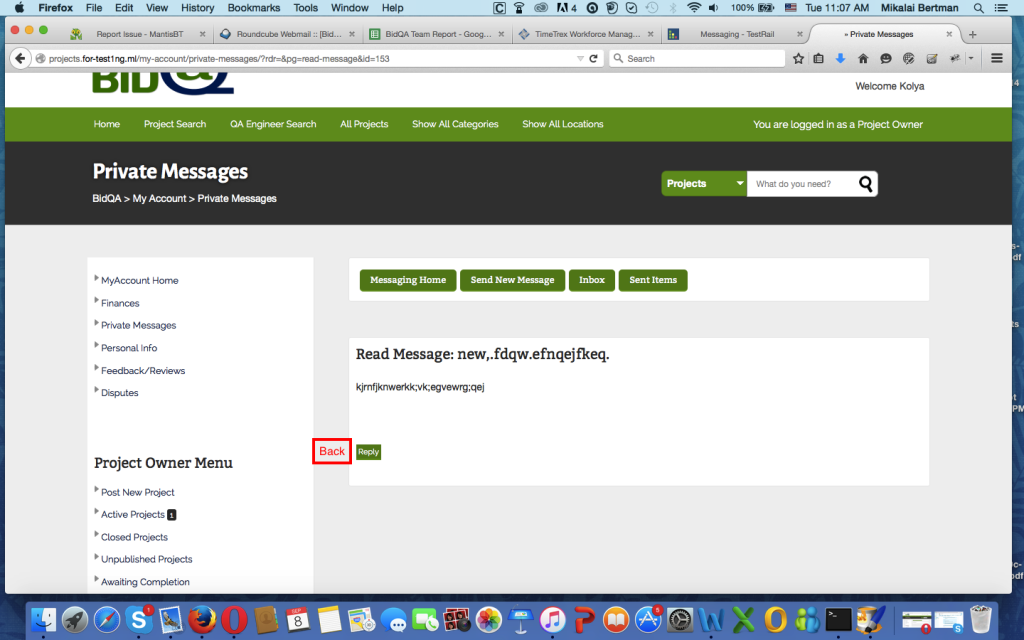 Firefox File Edit View History Bookmarks Tools Window Help
4 100% Tue 11:07 AM Mikalai Bertman
Report Issue - MantisBT
Roundcube Webmail :: [Bid...
BidQA Team Report - Goog...
TimeTrex Workforce Manag...
Messaging - TestRail
» Private Messages
projects.for-test1ng.ml/my-account/private-messages/?rdr=&pg=read-message&id=153
Search
BIDQA
Welcome Kolya
Home Project Search QA Engineer Search All Projects Show All Categories Show All Locations
You are logged in as a Project Owner
Private Messages
BidQA > My Account > Private Messages
Projects
What do you need?
MyAccount Home
Finances
Private Messages
Personal Info
Feedback/Reviews
Disputes
Project Owner Menu
Post New Project
Active Projects 1
Closed Projects
Unpublished Projects
Awaiting Completion
Messaging Home Send New Message Inbox Sent Items
Read Message: new,.fdqw.efnqejfkeq.
kjrnfjknwerkk;vk;egvewrg;qej
Back
Reply
1
SEP
8
5